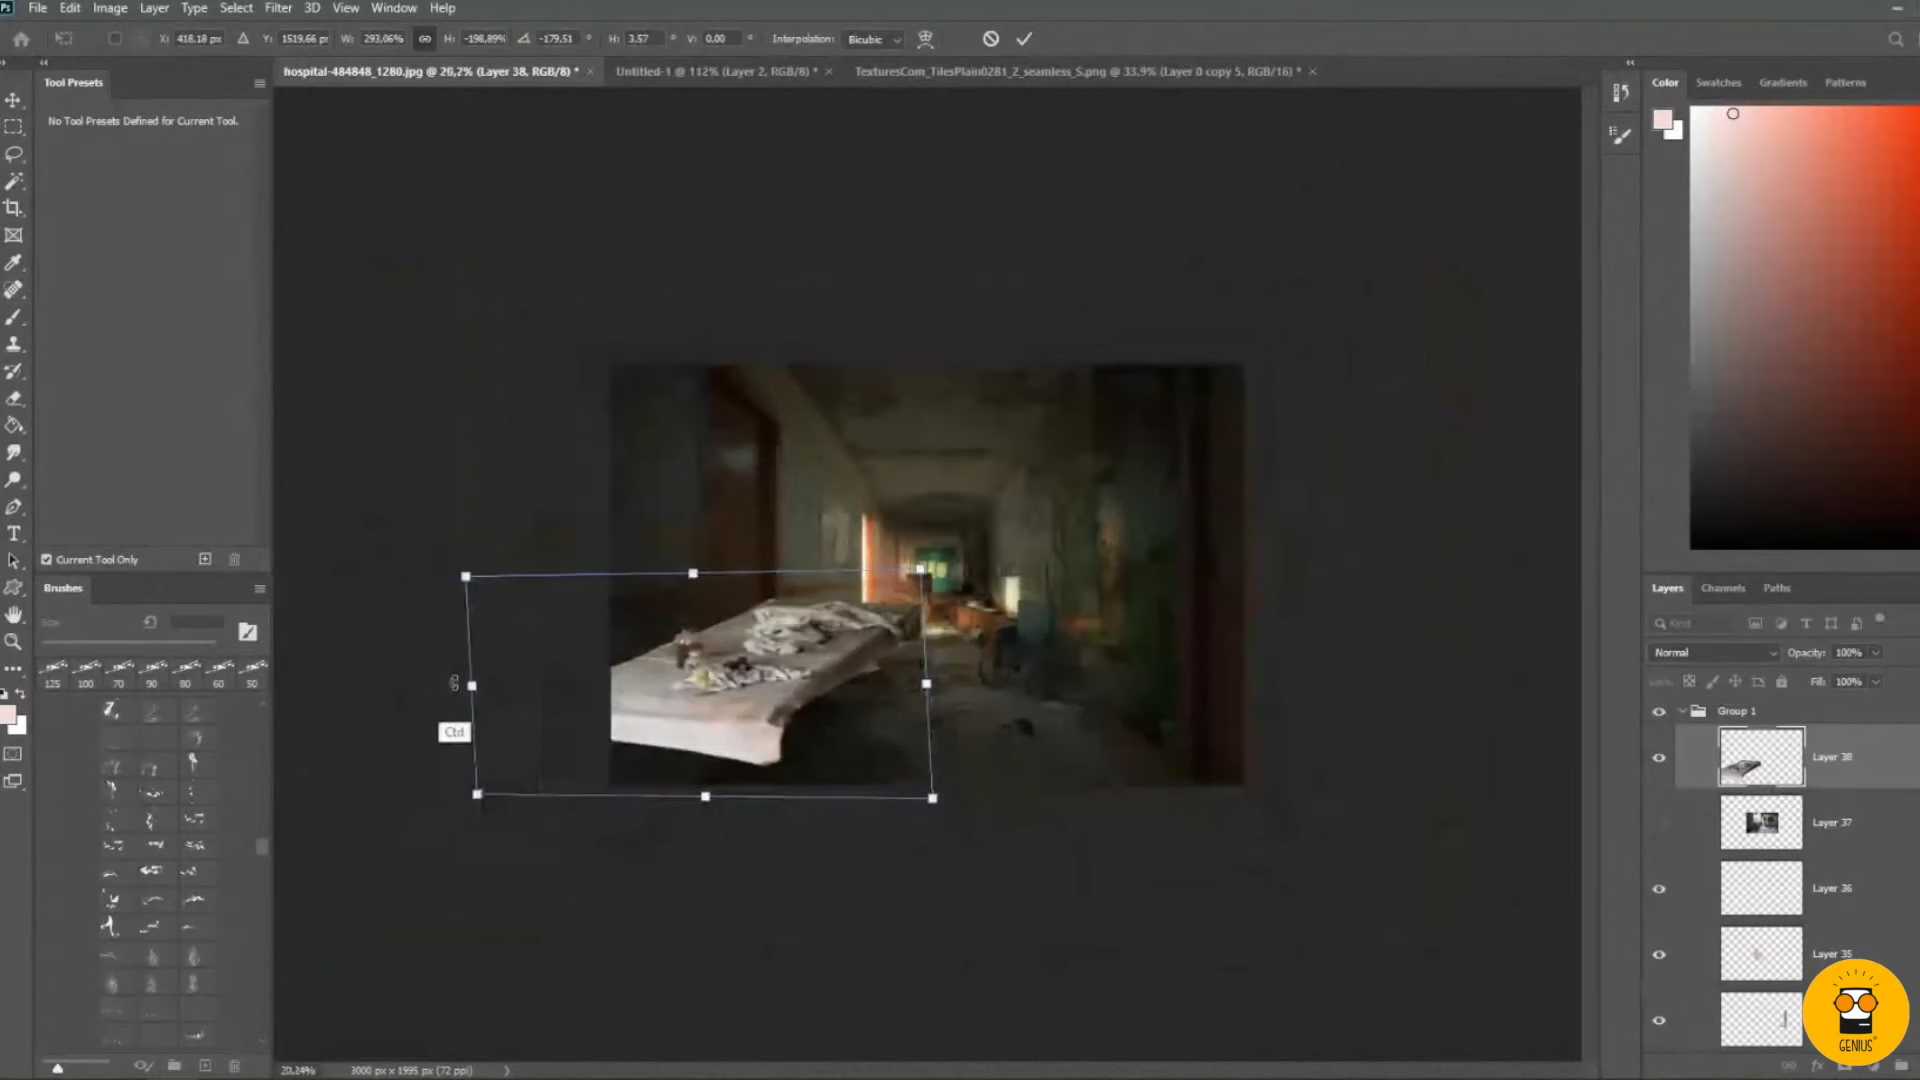 Ps File Edit Image Layer Type Select Filter 3D View Window Help
X: 418.18 px Y: 1519.66 px W: 293.06% H: -198.89% -179.51 ° H: 3.57 ° V: 0.00 ° Interpolation: Bicubic
hospital-484848_1280.jpg @ 20,2% (Layer 38, RGB/8) * × Untitled-1 @ 112% (Layer 2, RGB/8) * × TexturesCom_TilesPlain0281_2_seamless_S.png @ 33,9% (Layer 0 copy 5, RGB/16) * ×
Tool Presets
No Tool Presets Defined for Current Tool.
Current Tool Only
Brushes
Size:
125 100 70 90 80 60 50
Ctrl
20,24% 3000 px x 1995 px (72 ppi)
Color Swatches Gradients Patterns
Layers Channels Paths
Kind
Normal Opacity: 100%
Lock: Fill: 100%
Group 1
Layer 38
Layer 37
Layer 36
Layer 35
GENIUS